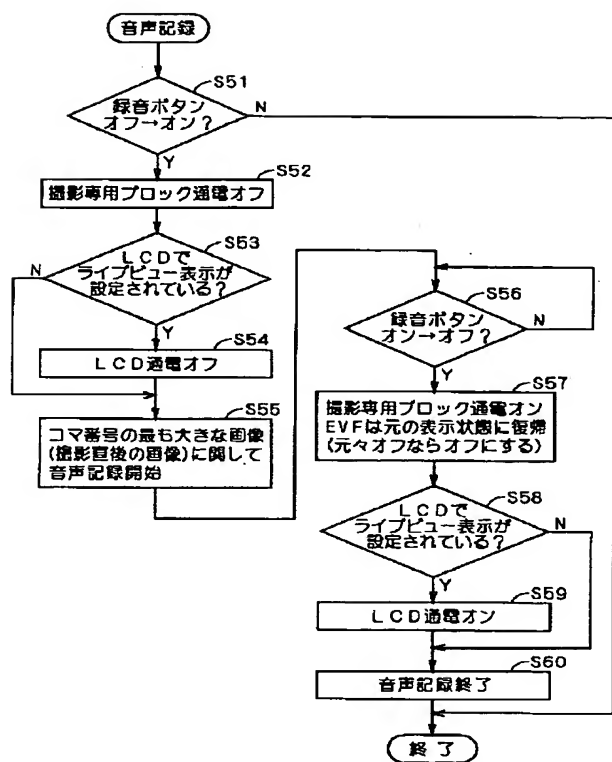 音声記録
S51
録音ボタン
オフ→オン?
N
Y
S52
撮影専用ブロック通電オフ
S53
LCDで
ライブビュー表示が
設定されている?
N
Y
S54
LCD通電オフ
S55
コマ番号の最も大きな画像
(撮影直後の画像)に関して
音声記録開始
S56
録音ボタン
オン→オフ?
N
Y
S57
撮影専用ブロック通電オン
EVFは元の表示状態に復帰
(元々オフならオフにする)
S58
LCDで
ライブビュー表示が
設定されている?
N
Y
S59
LCD通電オン
S60
音声記録終了
終了